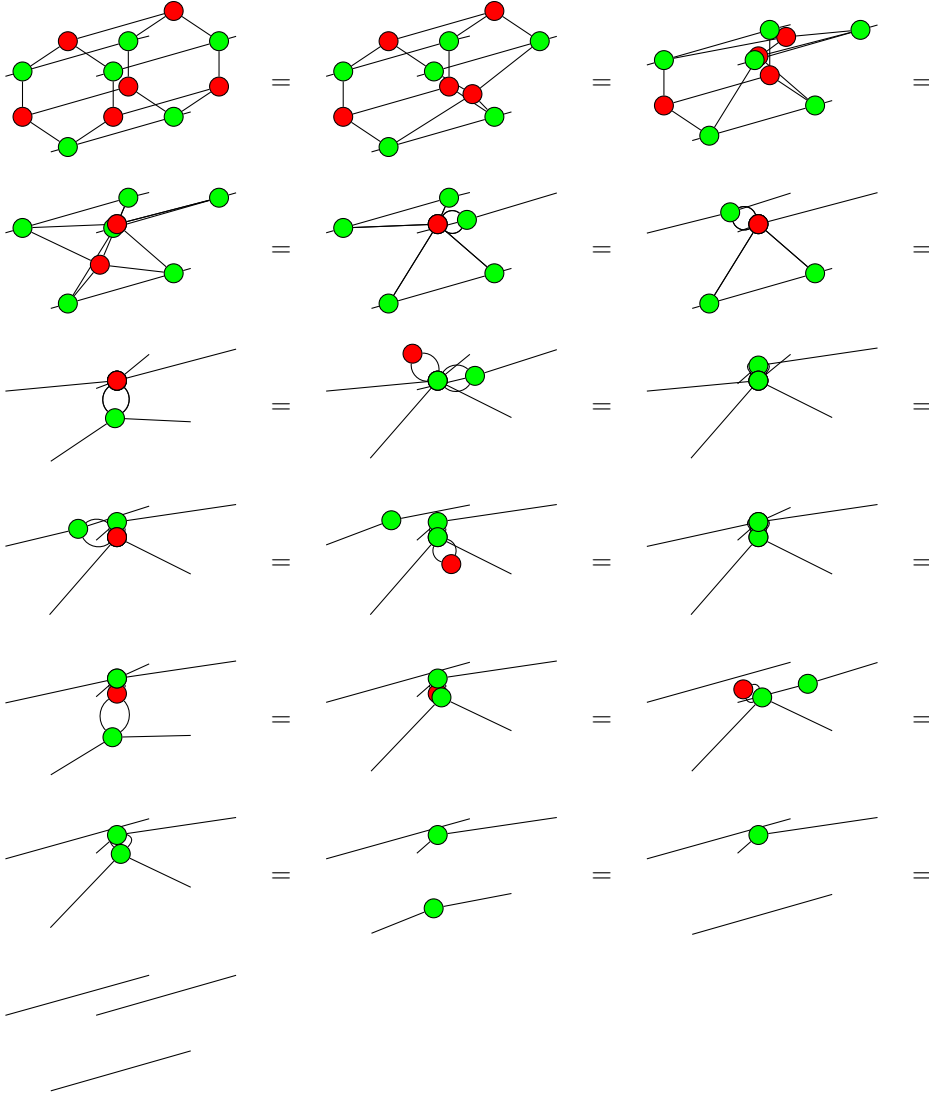 = = =
= = =
= = =
= = =
= = =
= = =